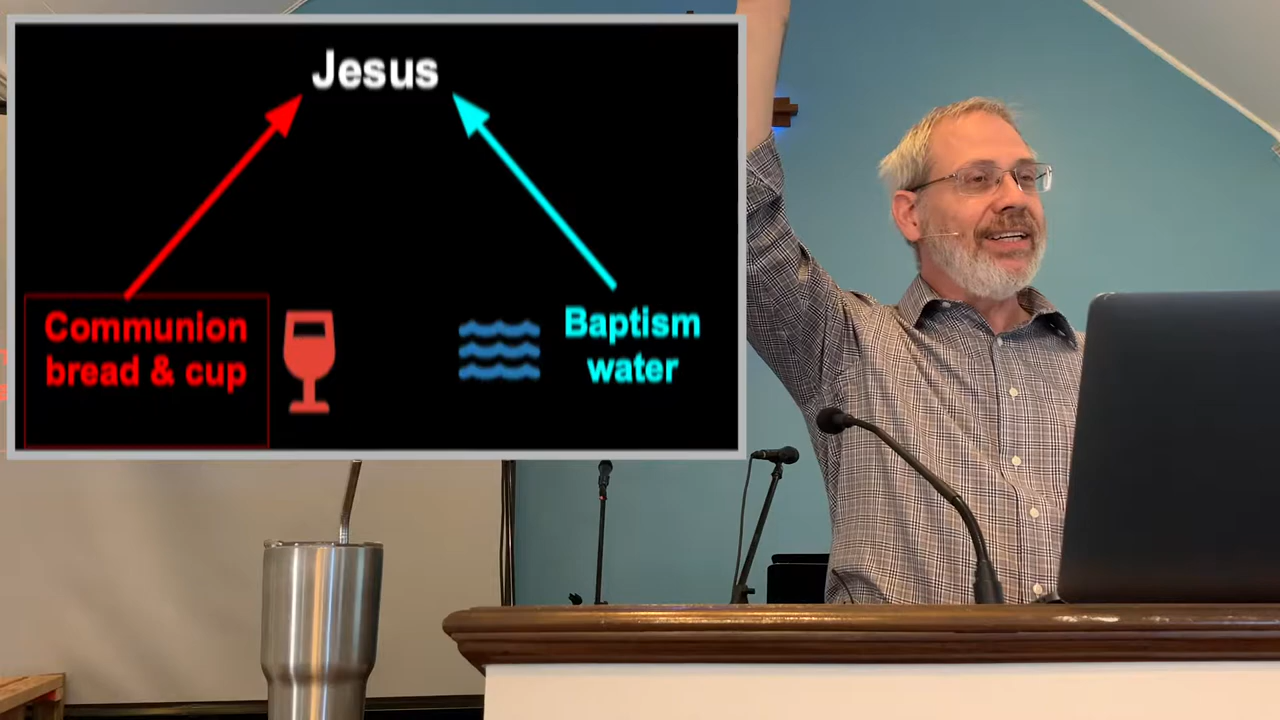 Jesus
Communion
bread & cup
Baptism
water